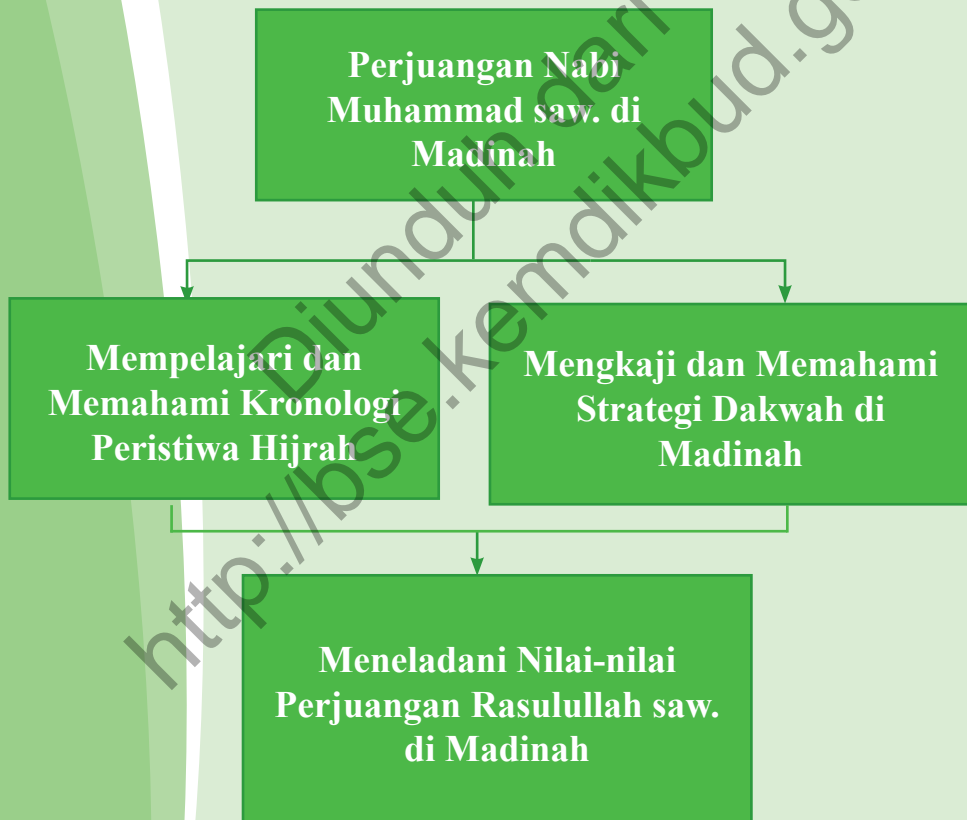 Perjuangan Nabi
Muhammad saw. di
Madinah
Mempelajari dan
Memahami Kronologi
Peristiwa Hijrah
Mengkaji dan Memahami
Strategi Dakwah di
Madinah
Meneladani Nilai-nilai
Perjuangan Rasulullah saw.
di Madinah
Diunduh dari
http://bse.kemdikbud.g